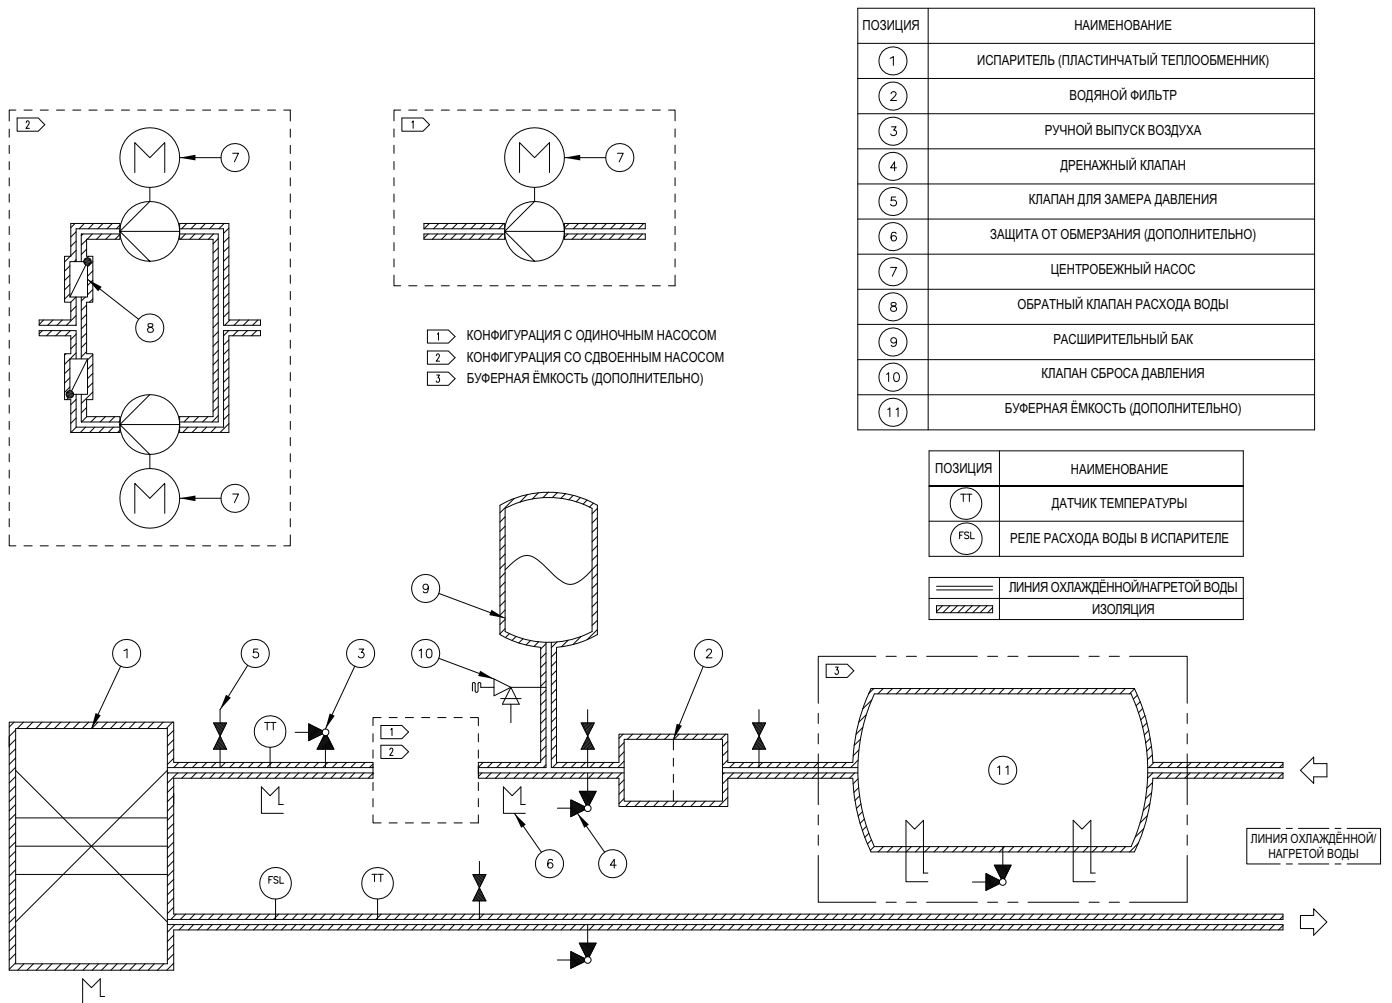 ПОЗИЦИЯ НАИМЕНОВАНИЕ
1 ИСПАРИТЕЛЬ (ПЛАСТИНЧАТЫЙ ТЕПЛООБМЕННИК)
2 ВОДЯНОЙ ФИЛЬТР
3 РУЧНОЙ ВЫПУСК ВОЗДУХА
4 ДРЕНАЖНЫЙ КЛАПАН
5 КЛАПАН ДЛЯ ЗАМЕРА ДАВЛЕНИЯ
6 ЗАЩИТА ОТ ОБМЕРЗАНИЯ (ДОПОЛНИТЕЛЬНО)
7 ЦЕНТРОБЕЖНЫЙ НАСОС
8 ОБРАТНЫЙ КЛАПАН РАСХОДА ВОДЫ
9 РАСШИРИТЕЛЬНЫЙ БАК
10 КЛАПАН СБРОСА ДАВЛЕНИЯ
11 БУФЕРНАЯ ЁМКОСТЬ (ДОПОЛНИТЕЛЬНО)
2
7
8
7
1
7
1 КОНФИГУРАЦИЯ С ОДИНОЧНЫМ НАСОСОМ
2 КОНФИГУРАЦИЯ СО СДВОЕННЫМ НАСОСОМ
3 БУФЕРНАЯ ЁМКОСТЬ (ДОПОЛНИТЕЛЬНО)
ПОЗИЦИЯ НАИМЕНОВАНИЕ
TT ДАТЧИК ТЕМПЕРАТУРЫ
FSL РЕЛЕ РАСХОДА ВОДЫ В ИСПАРИТЕЛЕ
ЛИНИЯ ОХЛАЖДЁННОЙ/НАГРЕТОЙ ВОДЫ
ИЗОЛЯЦИЯ
9
1
5
3
10
2
3
TT
1
2
11
6
4
FSL
TT
ЛИНИЯ ОХЛАЖДЁННОЙ/
НАГРЕТОЙ ВОДЫ